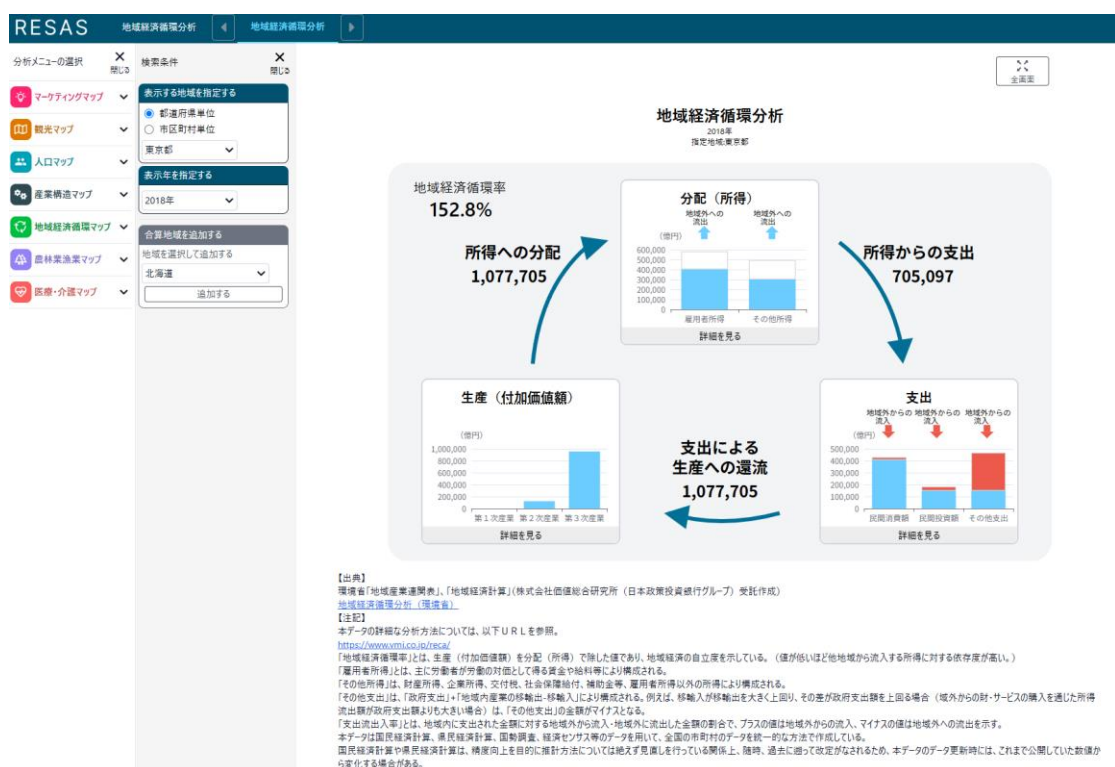 RESAS 地域経済循環分析 地域経済循環分析
分析メニューの選択 閉じる
マーケティングマップ
観光マップ
人口マップ
産業構造マップ
地域経済循環マップ
農林業漁業マップ
医療・介護マップ
検索条件 閉じる
表示する地域を指定する
都道府県単位
市区町村単位
東京都
表示年を指定する
2018年
合算地域を追加する
地域を選択して追加する
北海道
追加する
全画面
地域経済循環分析
2018年
指定地域:東京都
地域経済循環率
152.8%
所得への分配
1,077,705
分配（所得）
地域外への流出 地域外への流出
(億円)
600,000
500,000
400,000
300,000
200,000
100,000
0
雇用者所得 その他所得
詳細を見る
所得からの支出
705,097
生産（付加価値額）
(億円)
1,000,000
800,000
600,000
400,000
200,000
0
第１次産業 第２次産業 第３次産業
詳細を見る
支出による
生産への還流
1,077,705
支出
地域外からの流入 地域外からの流入 地域外からの流入
(億円)
500,000
400,000
300,000
200,000
100,000
0
民間消費額 民間投資額 その他支出
詳細を見る
【出典】
環境省「地域産業連関表」、「地域経済計算」(株式会社価値総合研究所（日本政策投資銀行グループ）受託作成)
地域経済循環分析（環境省）
【注記】
本データの詳細な分析方法については、以下ＵＲＬを参照。
https://www.vmi.co.jp/reca/
「地域経済循環率」とは、生産（付加価値額）を分配（所得）で除した値であり、地域経済の自立度を示している。（値が低いほど他地域から流入する所得に対する依存度が高い。）
「雇用者所得」とは、主に労働者が労働の対価として得る賃金や給料等により構成される。
「その他所得」は、財産所得、企業所得、交付税、社会保障給付、補助金等、雇用者所得以外の所得により構成される。
「その他支出」は、「政府支出」+「地域内産業の移輸出-移輸入」により構成される。例えば、移輸入が移輸出を大きく上回り、その差が政府支出額を上回る場合（域外からの財・サービスの購入を通じた所得
流出額が政府支出額よりも大きい場合）は、「その他支出」の金額がマイナスとなる。
「支出流出入率」とは、地域内に支出された金額に対する地域外から流入・地域外に流出した金額の割合で、プラスの値は地域外からの流入、マイナスの値は地域外への流出を示す。
本データは国民経済計算、県民経済計算、国勢調査、経済センサス等のデータを用いて、全国の市町村のデータを統一的な方法で作成している。
国民経済計算や県民経済計算は、精度向上を目的に推計方法については絶えず見直しを行っている関係上、随時、過去に遡って改定がなされるため、本データのデータ更新時には、これまで公開していた数値か
ら変化する場合がある。